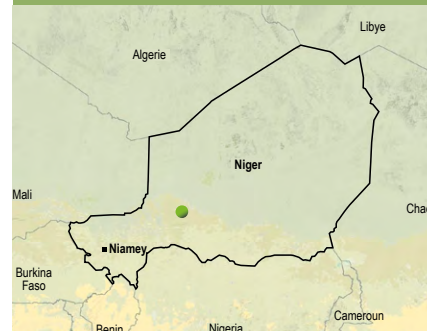 Libye
Algerie
Niger
Mali
Chad
Niamey
Burkina
Faso
Cameroun
Benin
Nigeria